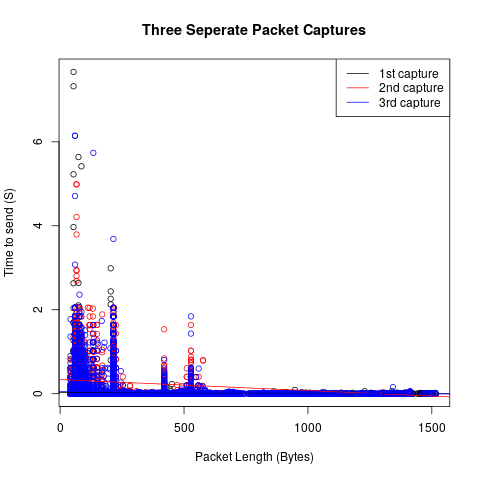 Three Seperate Packet Captures
1st capture
2nd capture
3rd capture
Time to send (S)
6
4
2
0
0
500
1000
1500
Packet Length (Bytes)